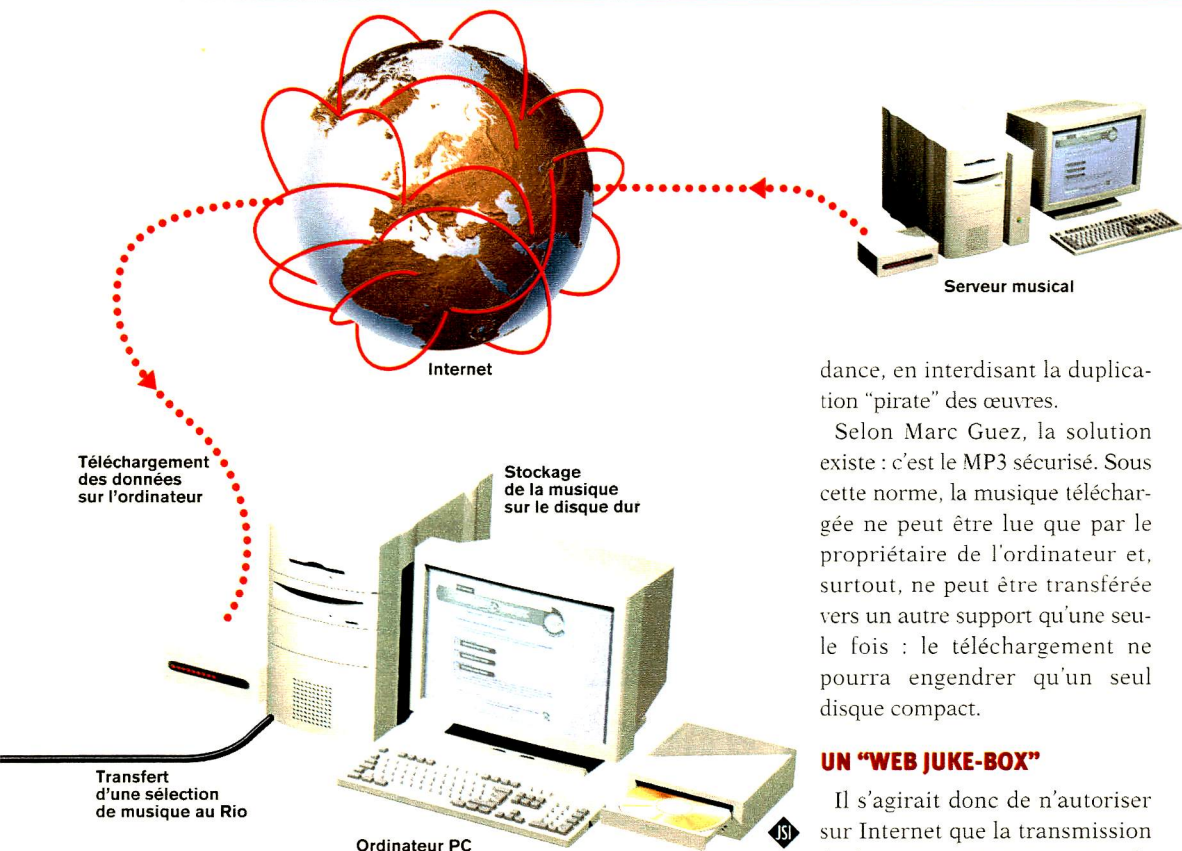 Serveur musical
Internet
Téléchargement
des données
sur l'ordinateur
Stockage
de la musique
sur le disque dur
Transfert
d'une sélection
de musique au Rio
Ordinateur PC
JSI
dance, en interdisant la duplica-
tion "pirate" des œuvres.
Selon Marc Guez, la solution
existe : c'est le MP3 sécurisé. Sous
cette norme, la musique téléchar-
gée ne peut être lue que par le
propriétaire de l'ordinateur et,
surtout, ne peut être transférée
vers un autre support qu'une seu-
le fois : le téléchargement ne
pourra engendrer qu'un seul
disque compact.
UN "WEB JUKE-BOX"
Il s'agirait donc de n'autoriser
sur Internet que la transmission